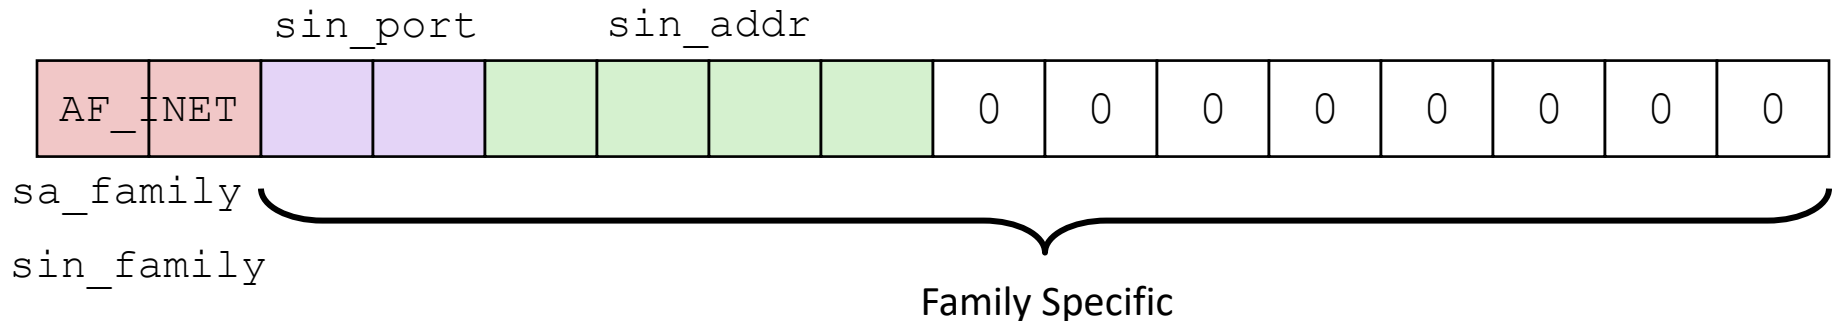 sin_port sin_addr
AF_INET 0 0 0 0 0 0 0 0
sa_family
sin_family
Family Specific